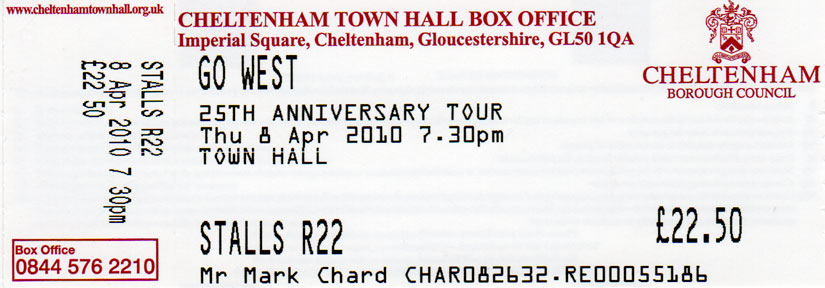 www.cheltenhamtownhall.org.uk
CHELTENHAM TOWN HALL BOX OFFICE
Imperial Square, Cheltenham, Gloucestershire, GL50 1QA
CHELTENHAM
BOROUGH COUNCIL
STALLS R22
8 Apr 2010 7 30pm
£22 50
GO WEST
25TH ANNIVERSARY TOUR
Thu 8 Apr 2010 7.30pm
TOWN HALL
STALLS R22
£22.50
Mr Mark Chard CHAR082632.RE00055186
Box Office
0844 576 2210